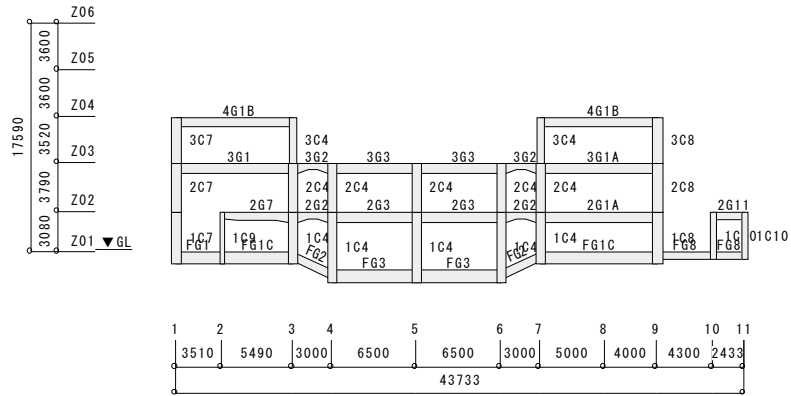 Z06
3600
Z05
3600
Z04
4G1B 4G1B
17590
3520
3C7 3C4 3C4 3C8
Z03
3G1 3G2 3G3 3G3 3G2 3G1A
3790
2C7 2C4 2C4 2C4 2C4 2C4 2C8
Z02
2G7 2G2 2G3 2G3 2G2 2G1A 2G11
3080
1C7 1C9 1C4 1C4 1C4 1C4 1C4 1C8 1C10
Z01 ▼GL
FG1 FG1C FG2 FG3 FG3 FG2 FG1C FG8 FG8
1 2 3 4 5 6 7 8 9 10 11
3510 5490 3000 6500 6500 3000 5000 4000 4300 2433
43733